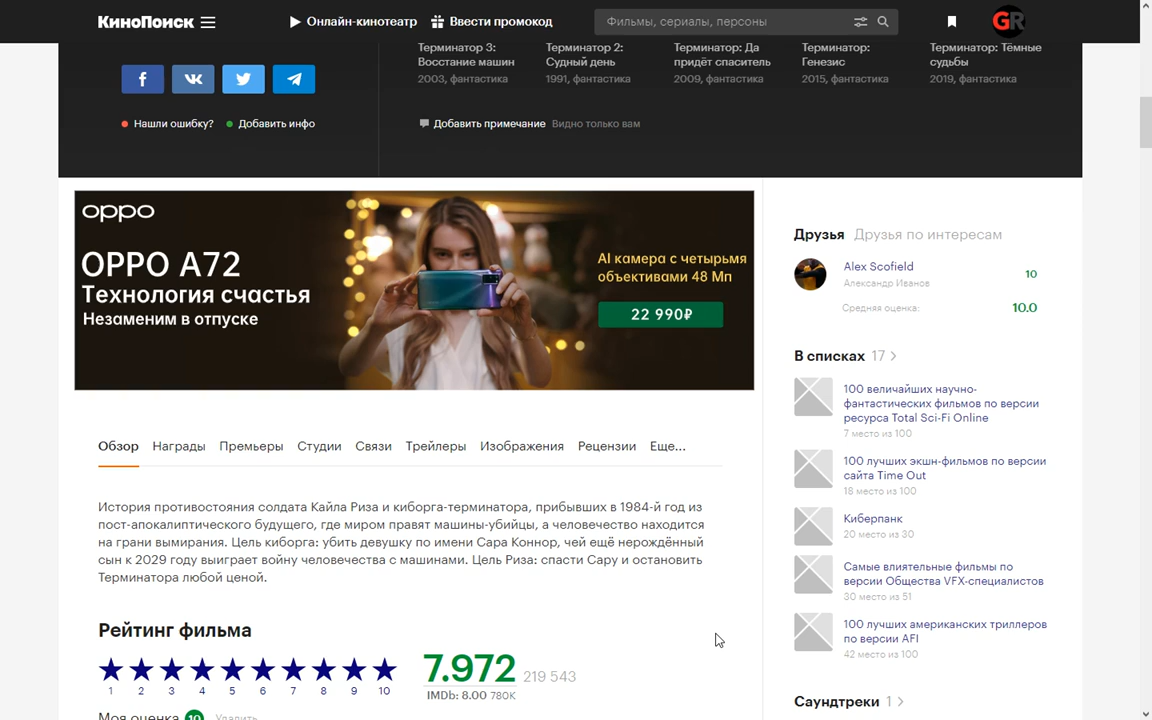 КиноПоиск
Онлайн-кинотеатр
Ввести промокод
Фильмы, сериалы, персоны
GR
Терминатор 3:
Восстание машин
2003, фантастика
Терминатор 2:
Судный день
1991, фантастика
Терминатор: Да
придёт спаситель
2009, фантастика
Терминатор:
Генезис
2015, фантастика
Терминатор: Тёмные
судьбы
2019, фантастика
Нашли ошибку?
Добавить инфо
Добавить примечание Видно только вам
oppo
OPPO A72
Технология счастья
Незаменим в отпуске
AI камера с четырьмя
объективами 48 Мп
22 990₽
Обзор Награды Премьеры Студии Связи Трейлеры Изображения Рецензии Еще...
История противостояния солдата Кайла Риза и киборга-терминатора, прибывших в 1984-й год из
пост-апокалиптического будущего, где миром правят машины-убийцы, а человечество находится
на грани вымирания. Цель киборга: убить девушку по имени Сара Коннор, чей ещё нерождённый
сын к 2029 году выиграет войну человечества с машинами. Цель Риза: спасти Сару и остановить
Терминатора любой ценой.
Рейтинг фильма
1 2 3 4 5 6 7 8 9 10
7.972 219 543
IMDb: 8.00 780K
Моя оценка 10 Удалить
Друзья Друзья по интересам
Alex Scofield
Александр Иванов
10
Средняя оценка: 10.0
В списках 17
100 величайших научно-
фантастических фильмов по версии
ресурса Total Sci-Fi Online
7 место из 100
100 лучших экшн-фильмов по версии
сайта Time Out
18 место из 100
Киберпанк
20 место из 30
Самые влиятельные фильмы по
версии Общества VFX-специалистов
30 место из 51
100 лучших американских триллеров
по версии AFI
42 место из 100
Саундтреки 1